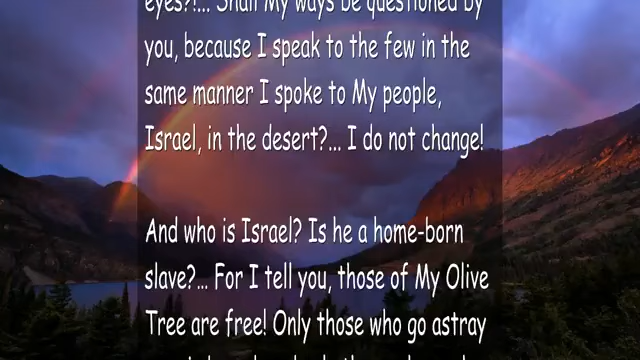 eyes?!... Shall My ways be questioned by
you, because I speak to the few in the
same manner I spoke to My people,
Israel, in the desert?... I do not change!
And who is Israel? Is he a home-born
slave?... For I tell you, those of My Olive
Tree are free! Only those who go astray